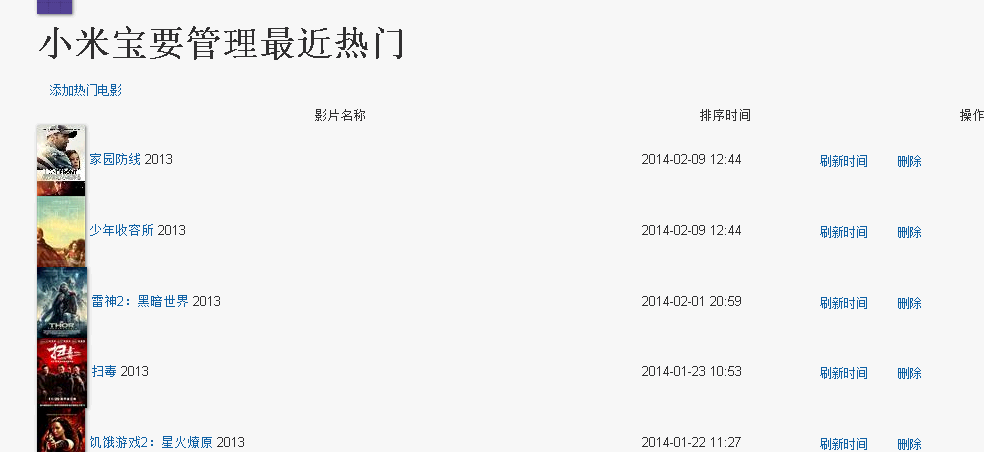 小米宝要管理最近热门
添加热门电影
影片名称 排序时间 操作
家园防线 2013 2014-02-09 12:44 刷新时间 删除
少年收容所 2013 2014-02-09 12:44 刷新时间 删除
雷神2：黑暗世界 2013 2014-02-01 20:59 刷新时间 删除
THOR
扫毒 2013 2014-01-23 10:53 刷新时间 删除
扫毒
饥饿游戏2：星火燎原 2013 2014-01-22 11:27 刷新时间 删除